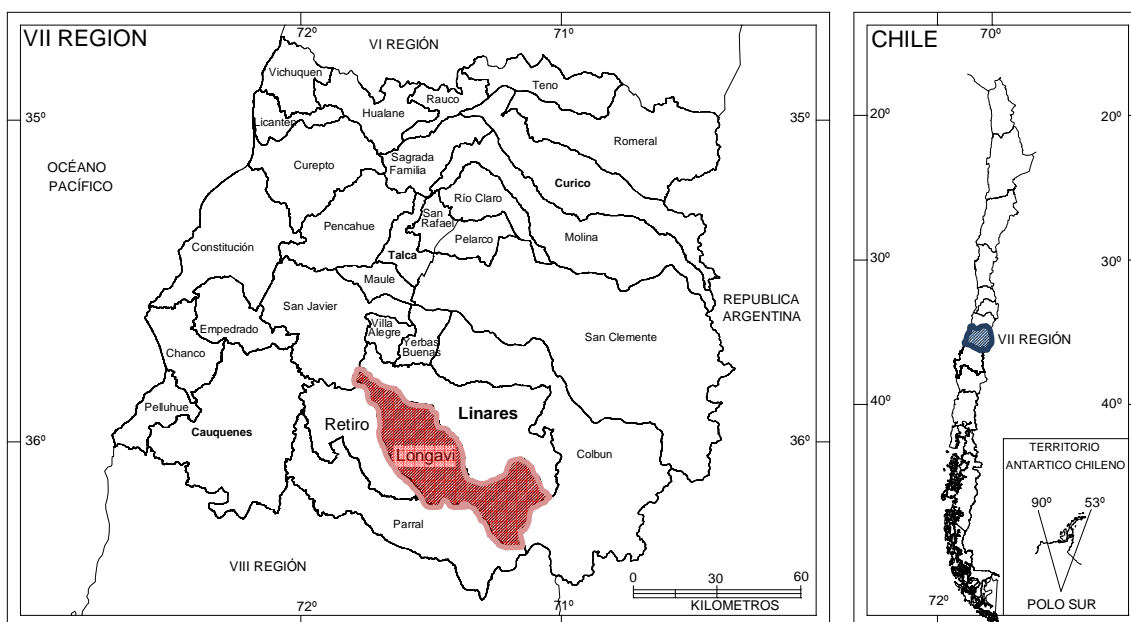 VII REGION
72º
71º
VI REGIÓN
Vichuquen
Teno
Rauco
Hualane
Licanten
35º
35º
Romeral
Curepto
Sagrada
Familia
OCÉANO
PACÍFICO
Curico
Río Claro
San
Rafael
Pencahue
Pelarco
Molina
Constitución
Talca
Maule
San Javier
REPUBLICA
ARGENTINA
Villa
Alegre
Empedrado
San Clemente
Yerbas
Buenas
Chanco
Pelluhue
Linares
Retiro
Cauquenes
36º
36º
Longavi
Colbun
Parral
VIII REGIÓN
0
30
60
KILOMETROS
72º
71º
CHILE
70º
20º
20º
30º
30º
VII REGIÓN
40º
40º
TERRITORIO
ANTARTICO CHILENO
90º
53º
72º
POLO SUR